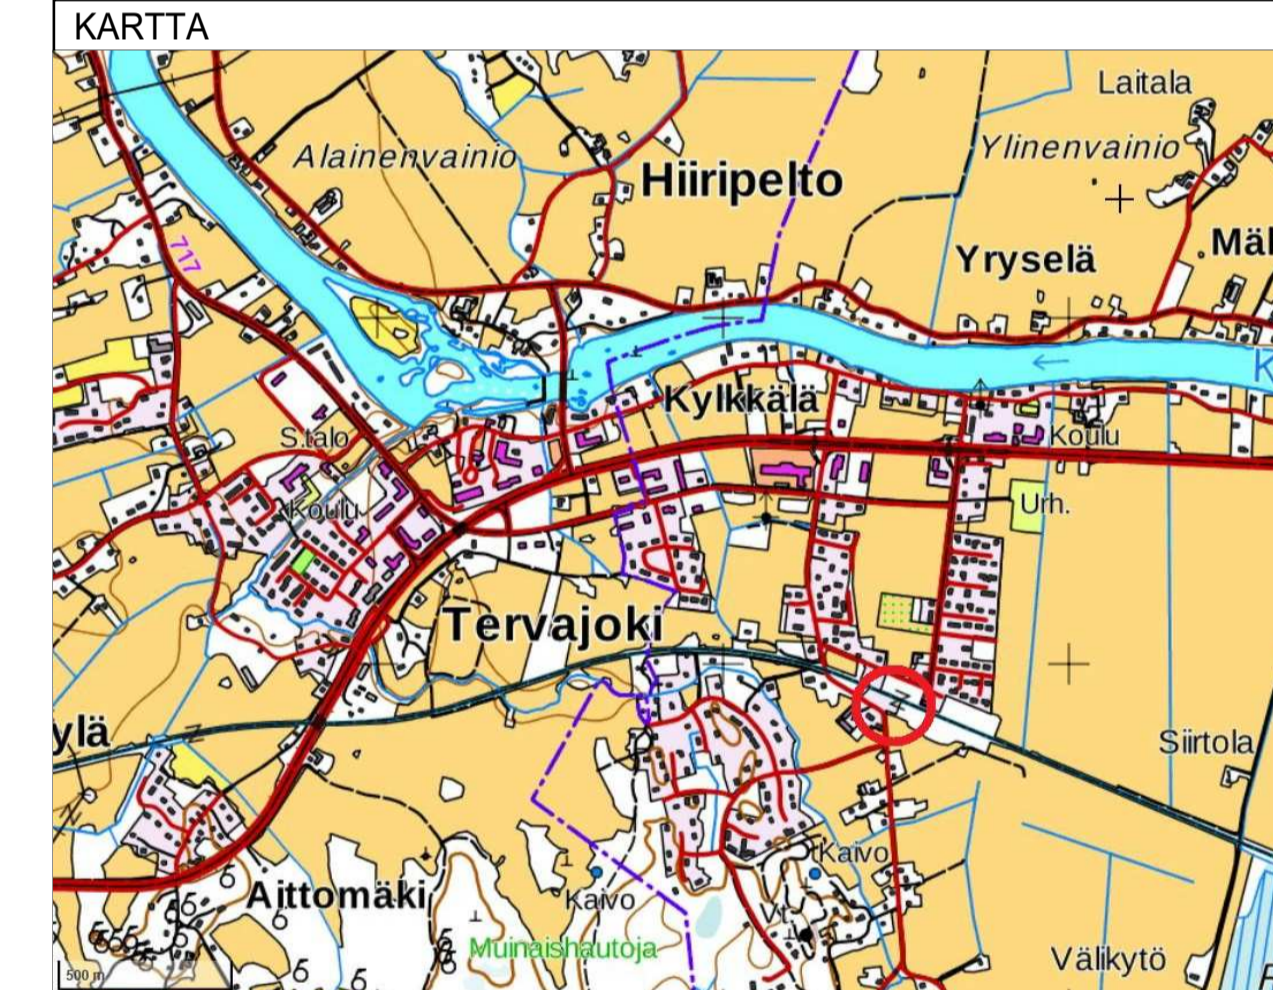 KARTTA
Laitala
Alainenvainio
Ylinenvainio
Hiiripelto
717
Yryselä
Mäl
K
Kylkkälä
S.talo
Koulu
Koulu
Urh.
Tervajoki
ylä
Siirtola
Kaivo
Aittomäki
Kaivo
Vt.
Muinaishautoja
Välikytö
500 m